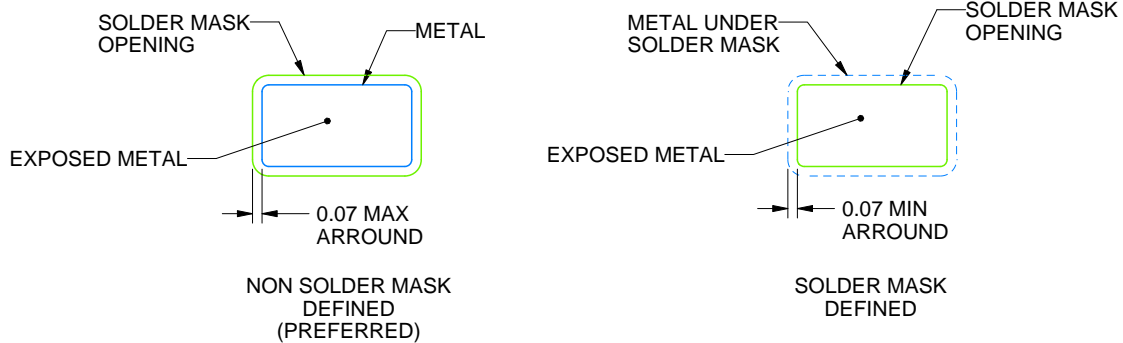 SOLDER MASK
OPENING
METAL
EXPOSED METAL
0.07 MAX
ARROUND
NON SOLDER MASK
DEFINED
(PREFERRED)
METAL UNDER
SOLDER MASK
SOLDER MASK
OPENING
EXPOSED METAL
0.07 MIN
ARROUND
SOLDER MASK
DEFINED